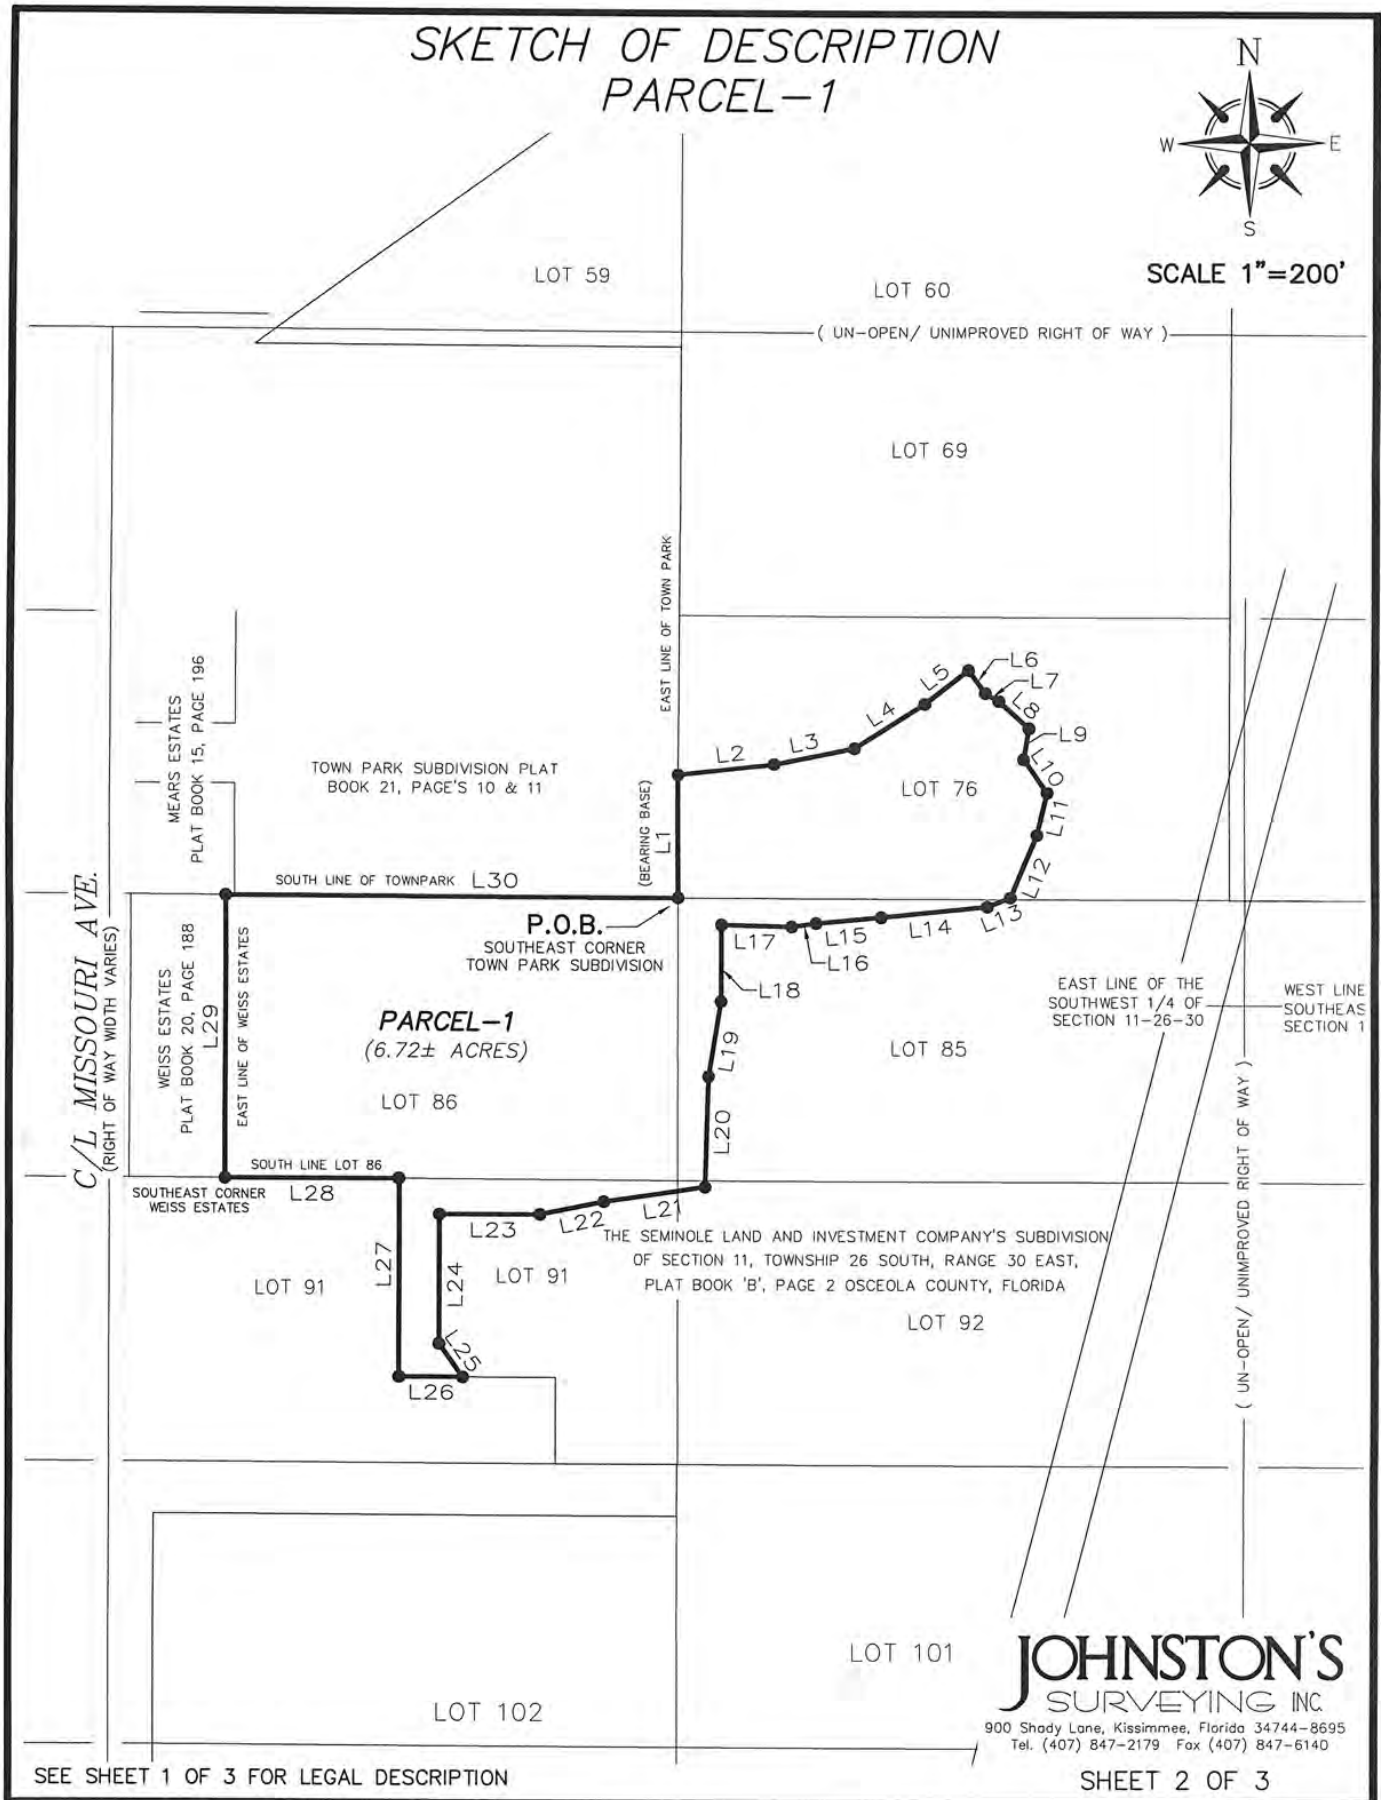 SKETCH OF DESCRIPTION
PARCEL-1
N
W
E
S
SCALE 1"=200'
LOT 59
LOT 60
( UN-OPEN/ UNIMPROVED RIGHT OF WAY )
LOT 69
EAST LINE OF TOWN PARK
MEARS ESTATES
PLAT BOOK 15, PAGE 196
TOWN PARK SUBDIVISION PLAT
BOOK 21, PAGE'S 10 & 11
(BEARING BASE)
L1
L2
L3
L4
L5
L6
L7
L8
L9
L10
L11
L12
LOT 76
SOUTH LINE OF TOWNPARK L30
P.O.B.
SOUTHEAST CORNER
TOWN PARK SUBDIVISION
L13
L14
L15
L16
L17
L18
L19
L20
C/L MISSOURI AVE.
(RIGHT OF WAY WIDTH VARIES)
WEISS ESTATES
PLAT BOOK 20, PAGE 188
L29
EAST LINE OF WEISS ESTATES
PARCEL-1
(6.72± ACRES)
LOT 86
LOT 85
EAST LINE OF THE
SOUTHWEST 1/4 OF
SECTION 11-26-30
WEST LINE
SOUTHEAS
SECTION 1
( UN-OPEN/ UNIMPROVED RIGHT OF WAY )
SOUTH LINE LOT 86
L28
SOUTHEAST CORNER
WEISS ESTATES
L21
L22
L23
THE SEMINOLE LAND AND INVESTMENT COMPANY'S SUBDIVISION
OF SECTION 11, TOWNSHIP 26 SOUTH, RANGE 30 EAST,
PLAT BOOK 'B', PAGE 2 OSCEOLA COUNTY, FLORIDA
L27
L24
LOT 91
LOT 91
LOT 92
L25
L26
LOT 101
LOT 102
JOHNSTON'S
SURVEYING INC.
900 Shady Lane, Kissimmee, Florida 34744-8695
Tel. (407) 847-2179 Fax (407) 847-6140
SEE SHEET 1 OF 3 FOR LEGAL DESCRIPTION
SHEET 2 OF 3